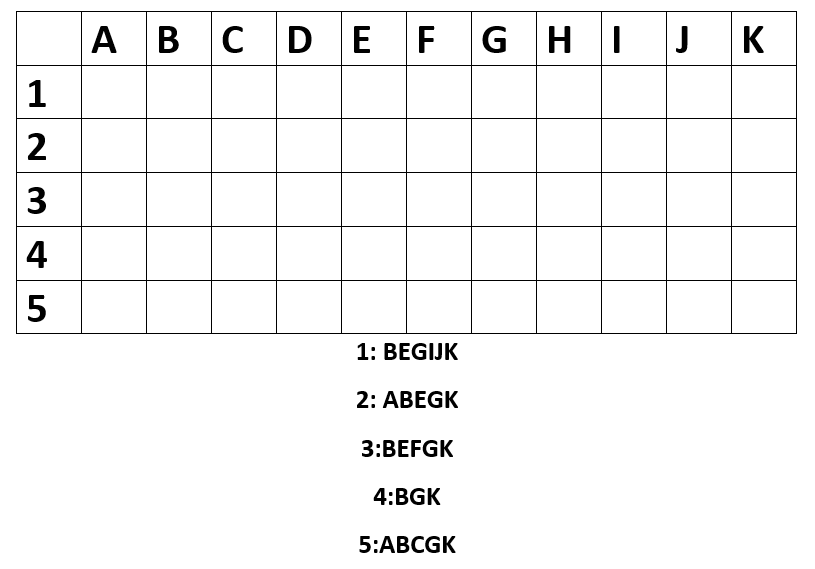 A B C D E F G H I J K
1
2
3
4
5
1: BEGIJK
2: ABEGK
3:BEFGK
4:BGK
5:ABCGK